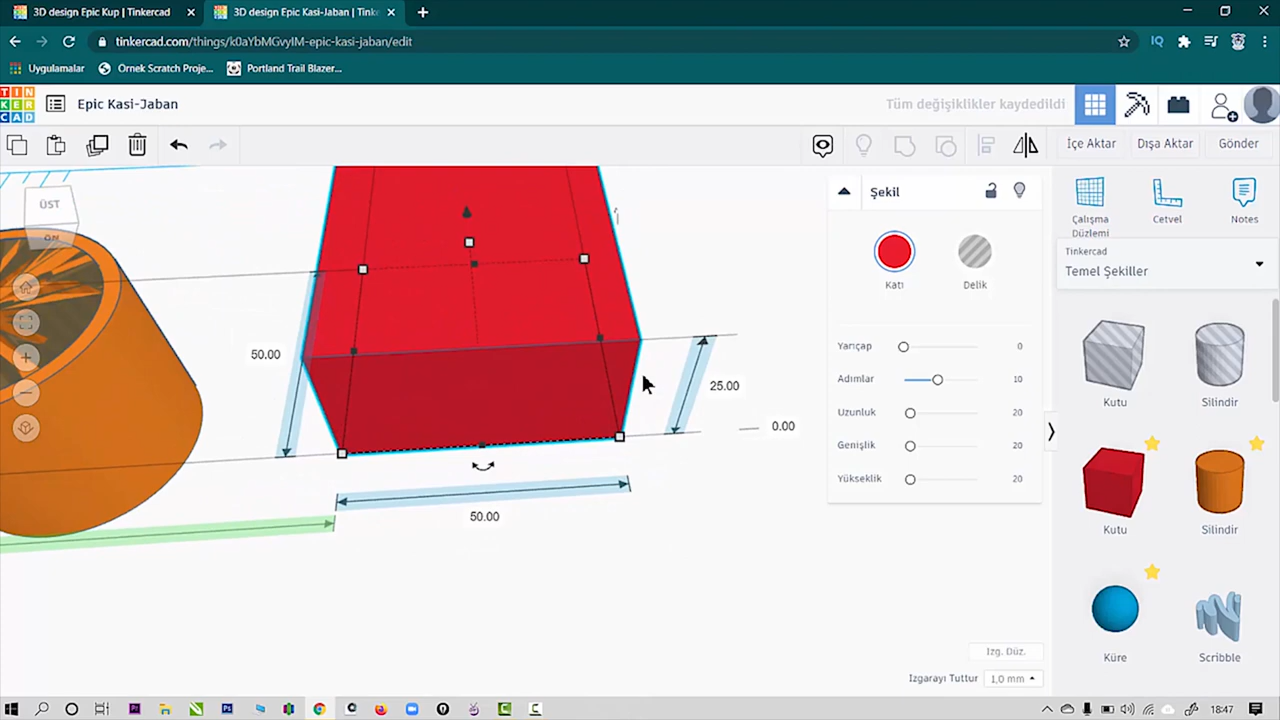 3D design Epic Kup | Tinkercad
3D design Epic Kasi-Jaban | Tinke
tinkercad.com/things/k0aYbMGvyIM-epic-kasi-jaban/edit
Uygulamalar
Örnek Scratch Proje...
Portland Trail Blazer...
TIN
KER
CAD
Epic Kasi-Jaban
Tüm değişiklikler kaydedildi
İçe Aktar
Dışa Aktar
Gönder
ÜST
ÖN
50.00
25.00
0.00
50.00
Şekil
Katı
Delik
Yarıçap 0
Adımlar 10
Uzunluk 20
Genişlik 20
Yükseklik 20
Çalışma
Düzlemi
Cetvel
Notes
Tinkercad
Temel Şekiller
Kutu
Silindir
Kutu
Silindir
Küre
Scribble
Izg. Düz.
Izgarayı Tuttur 1,0 mm
18:47